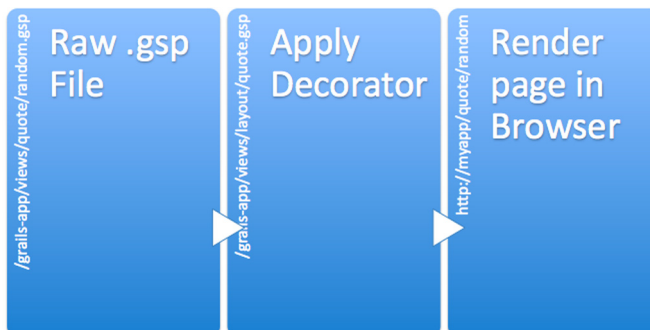 /grails-app/views/quote/random.gsp
Raw .gsp
File
/grails-app/views/layout/quote.gsp
Apply
Decorator
http://myapp/quote/random
Render
page in
Browser